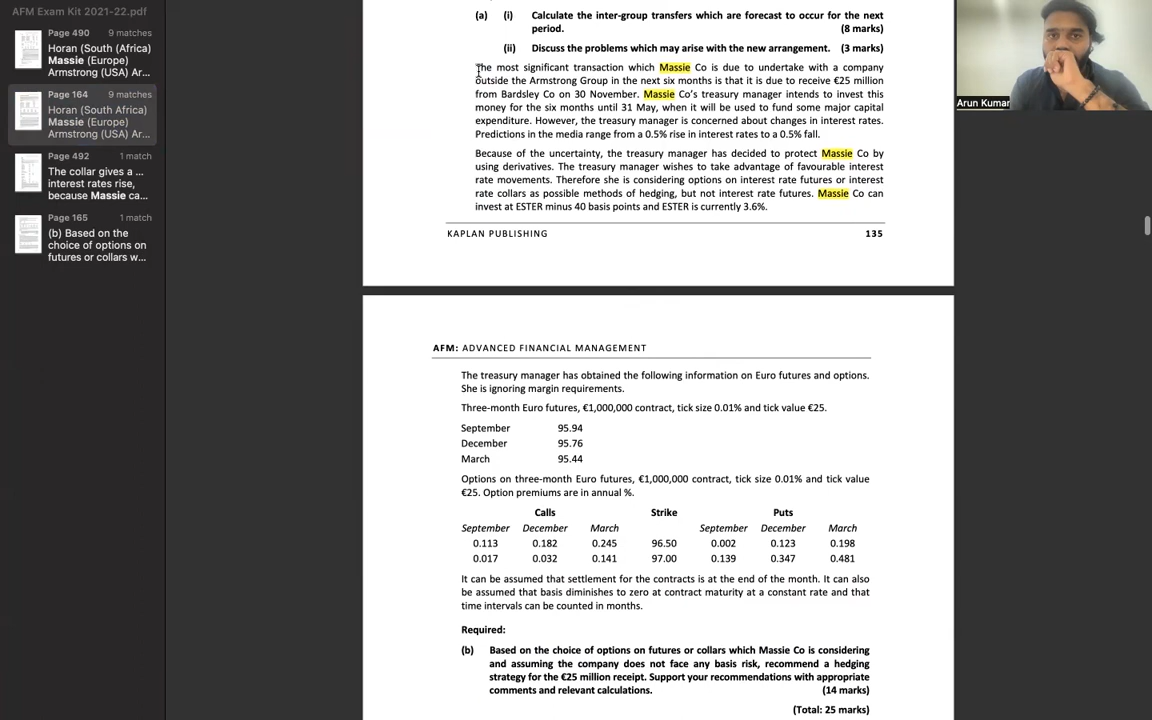 AFM Exam Kit 2021-22.pdf
Page 490 9 matches
Horan (South (Africa)
Massie (Europe)
Armstrong (USA) Ar...
Page 164 9 matches
Horan (South Africa)
Massie (Europe)
Armstrong (USA) Ar...
Page 492 1 match
The collar gives a ...
interest rates rise,
because Massie ca...
Page 165 1 match
(b) Based on the
choice of options on
futures or collars w...
(a) (i) Calculate the inter-group transfers which are forecast to occur for the next
period. (8 marks)
(ii) Discuss the problems which may arise with the new arrangement. (3 marks)
The most significant transaction which Massie Co is due to undertake with a company
outside the Armstrong Group in the next six months is that it is due to receive €25 million
from Bardsley Co on 30 November. Massie Co's treasury manager intends to invest this
money for the six months until 31 May, when it will be used to fund some major capital
expenditure. However, the treasury manager is concerned about changes in interest rates.
Predictions in the media range from a 0.5% rise in interest rates to a 0.5% fall.
Because of the uncertainty, the treasury manager has decided to protect Massie Co by
using derivatives. The treasury manager wishes to take advantage of favourable interest
rate movements. Therefore she is considering options on interest rate futures or interest
rate collars as possible methods of hedging, but not interest rate futures. Massie Co can
invest at ESTER minus 40 basis points and ESTER is currently 3.6%.
KAPLAN PUBLISHING 135
Arun Kumar
AFM: ADVANCED FINANCIAL MANAGEMENT
The treasury manager has obtained the following information on Euro futures and options.
She is ignoring margin requirements.
Three-month Euro futures, €1,000,000 contract, tick size 0.01% and tick value €25.
September 95.94
December 95.76
March 95.44
Options on three-month Euro futures, €1,000,000 contract, tick size 0.01% and tick value
€25. Option premiums are in annual %.
Calls Strike Puts
September December March September December March
0.113 0.182 0.245 96.50 0.002 0.123 0.198
0.017 0.032 0.141 97.00 0.139 0.347 0.481
It can be assumed that settlement for the contracts is at the end of the month. It can also
be assumed that basis diminishes to zero at contract maturity at a constant rate and that
time intervals can be counted in months.
Required:
(b) Based on the choice of options on futures or collars which Massie Co is considering
and assuming the company does not face any basis risk, recommend a hedging
strategy for the €25 million receipt. Support your recommendations with appropriate
comments and relevant calculations. (14 marks)
(Total: 25 marks)